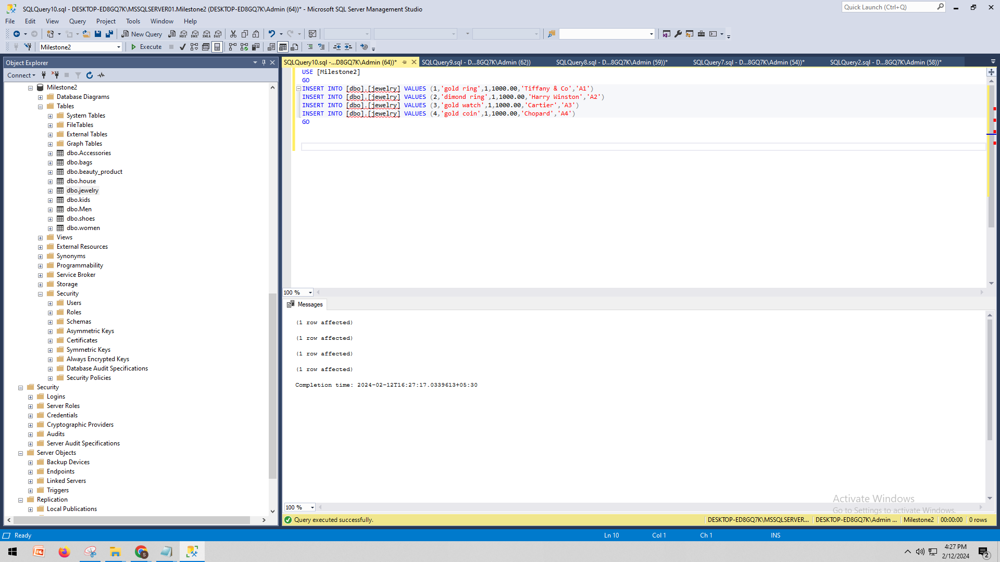 SQLQuery10.sql - DESKTOP-ED8GQ7K\MSSQLSERVER01.Milestone2 (DESKTOP-ED8GQ7K\Admin (64))* - Microsoft SQL Server Management Studio
Quick Launch (Ctrl+Q)
File Edit View Query Project Tools Window Help
New Query
MDX DMX XMLA DAX
Milestone2
Execute
Object Explorer
Connect
Milestone2
Database Diagrams
Tables
System Tables
FileTables
External Tables
Graph Tables
dbo.Accessories
dbo.bags
dbo.beauty_product
dbo.house
dbo.jewelry
dbo.kids
dbo.Men
dbo.shoes
dbo.women
Views
External Resources
Synonyms
Programmability
Service Broker
Storage
Security
Users
Roles
Schemas
Asymmetric Keys
Certificates
Symmetric Keys
Always Encrypted Keys
Database Audit Specifications
Security Policies
Security
Logins
Server Roles
Credentials
Cryptographic Providers
Audits
Server Audit Specifications
Server Objects
Backup Devices
Endpoints
Linked Servers
Triggers
Replication
Local Publications
SQLQuery10.sql -...D8GQ7K\Admin (64))* SQLQuery9.sql - D...8GQ7K\Admin (62)) SQLQuery8.sql - D...8GQ7K\Admin (59))* SQLQuery7.sql - D...8GQ7K\Admin (54))* SQLQuery2.sql - D...8GQ7K\Admin (58))*
USE [Milestone2]
GO
INSERT INTO [dbo].[jewelry] VALUES (1,'gold ring',1,1000.00,'Tiffany & Co','A1')
INSERT INTO [dbo].[jewelry] VALUES (2,'dimond ring',1,1000.00,'Harry Winston','A2')
INSERT INTO [dbo].[jewelry] VALUES (3,'gold watch',1,1000.00,'Cartier','A3')
INSERT INTO [dbo].[jewelry] VALUES (4,'gold coin',1,1000.00,'Chopard','A4')
GO
100 %
Messages
(1 row affected)
(1 row affected)
(1 row affected)
(1 row affected)
Completion time: 2024-02-12T16:27:17.0339613+05:30
Activate Windows
Go to Settings to activate Windows.
100 %
Query executed successfully.
DESKTOP-ED8GQ7K\MSSQLSERVER... DESKTOP-ED8GQ7K\Admin ... Milestone2 00:00:00 0 rows
Ready
Ln 10 Col 1 Ch 1 INS
4:27 PM
2/12/2024
2